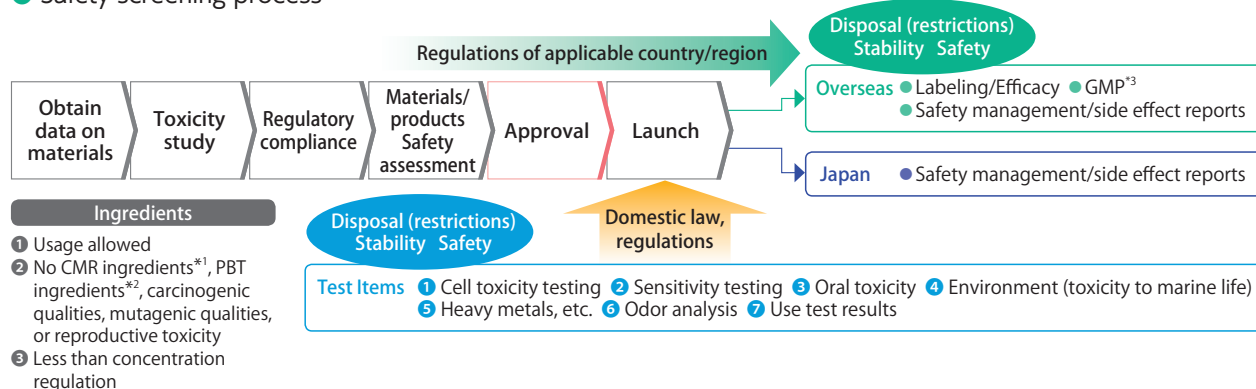 ● Safety screening process
Regulations of applicable country/region
Disposal (restrictions)
Stability Safety
Obtain
data on
materials
Toxicity
study
Regulatory
compliance
Materials/
products
Safety
assessment
Approval
Launch
Overseas ● Labeling/Efficacy ● GMP*3
● Safety management/side effect reports
Japan ● Safety management/side effect reports
Ingredients
❶ Usage allowed
❷ No CMR ingredients*1, PBT
ingredients*2, carcinogenic
qualities, mutagenic qualities,
or reproductive toxicity
❸ Less than concentration
regulation
Disposal (restrictions)
Stability Safety
Domestic law,
regulations
Test Items ❶ Cell toxicity testing ❷ Sensitivity testing ❸ Oral toxicity ❹ Environment (toxicity to marine life)
❺ Heavy metals, etc. ❻ Odor analysis ❼ Use test results